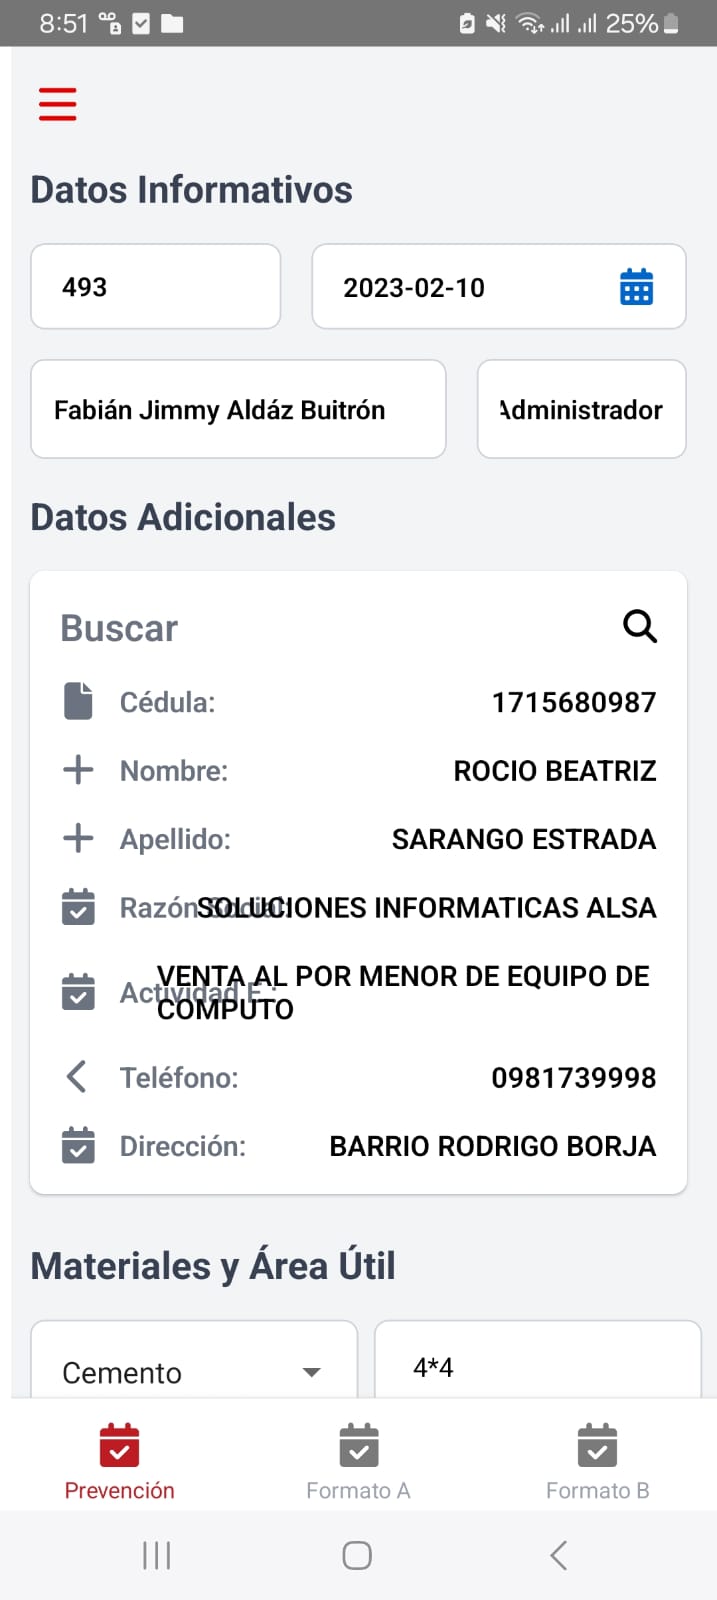 8:51 25%
Datos Informativos
493 2023-02-10
Fabián Jimmy Aldáz Buitrón Administrador
Datos Adicionales
Buscar
Cédula: 1715680987
Nombre: ROCIO BEATRIZ
Apellido: SARANGO ESTRADA
Razón Social: SOLUCIONES INFORMATICAS ALSA
Actividad E.: VENTA AL POR MENOR DE EQUIPO DE
COMPUTO
Teléfono: 0981739998
Dirección: BARRIO RODRIGO BORJA
Materiales y Área Útil
Cemento 4*4
Prevención Formato A Formato B